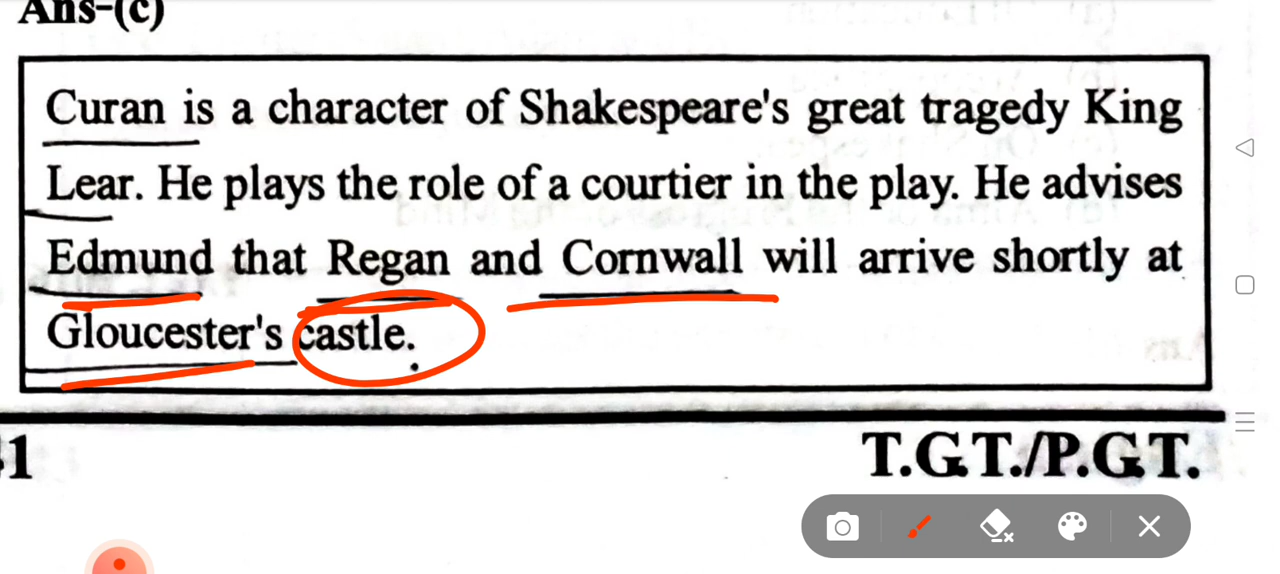 Ans-(c)
Curan is a character of Shakespeare's great tragedy King
Lear. He plays the role of a courtier in the play. He advises
Edmund that Regan and Cornwall will arrive shortly at
Gloucester's castle.
1
T.G.T./P.G.T.